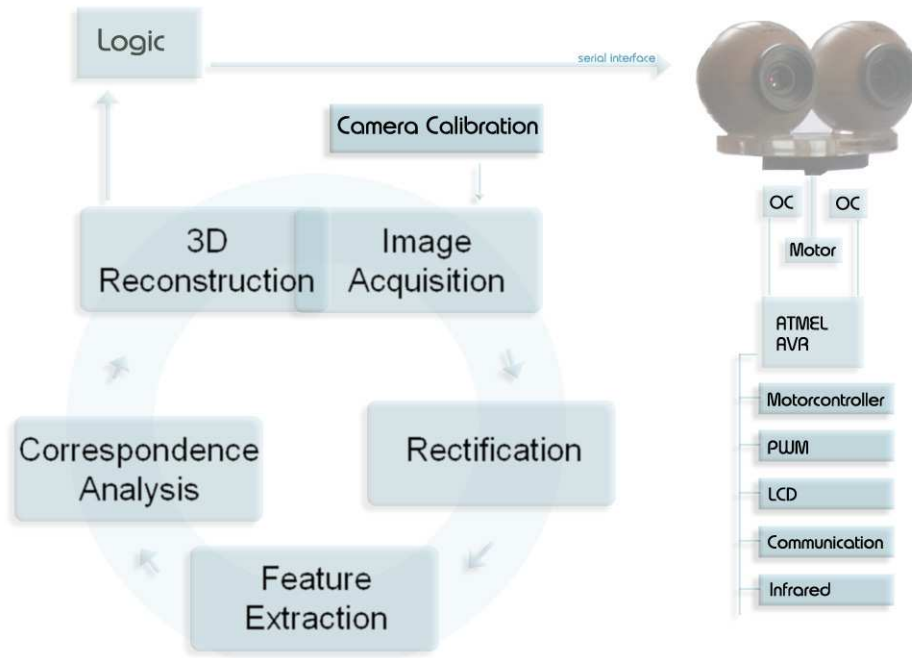 Logic
serial interface
Camera Calibration
3D
Reconstruction
Image
Acquisition
OC
OC
Motor
ATMEL
AVR
Motorcontroller
Correspondence
Analysis
Rectification
PWM
LCD
Communication
Feature
Extraction
Infrared